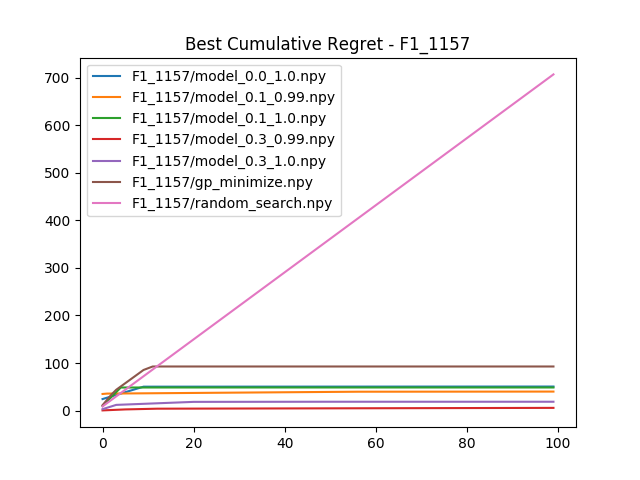 Best Cumulative Regret - F1_1157
F1_1157/model_0.0_1.0.npy
F1_1157/model_0.1_0.99.npy
F1_1157/model_0.1_1.0.npy
F1_1157/model_0.3_0.99.npy
F1_1157/model_0.3_1.0.npy
F1_1157/gp_minimize.npy
F1_1157/random_search.npy
700
600
500
400
300
200
100
0
0 20 40 60 80 100